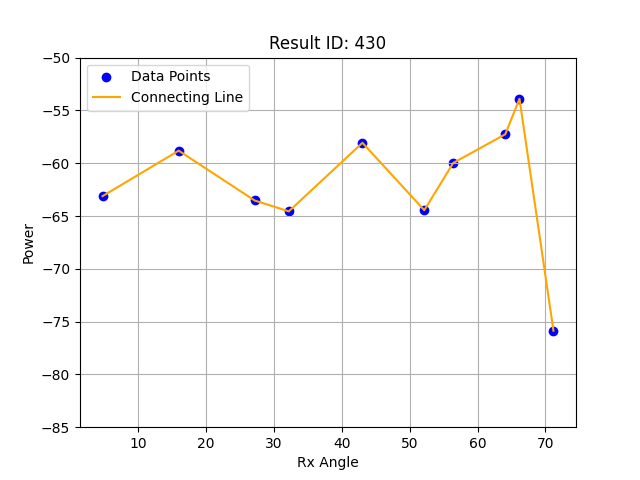 Result ID: 430
Data Points
Connecting Line
−50
−55
−60
−65
−70
−75
−80
−85
Power
10 20 30 40 50 60 70
Rx Angle